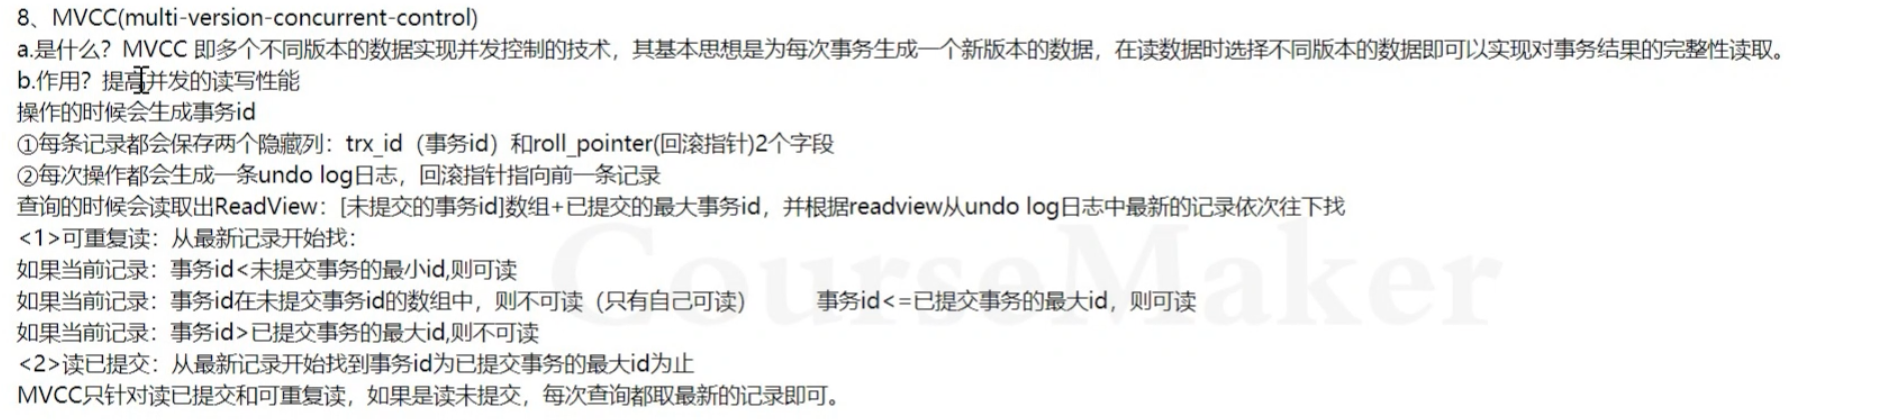 8、MVCC(multi-version-concurrent-control)
a.是什么？MVCC 即多个不同版本的数据实现并发控制的技术，其基本思想是为每次事务生成一个新版本的数据，在读数据时选择不同版本的数据即可以实现对事务结果的完整性读取。
b.作用？提高并发的读写性能
操作的时候会生成事务id
①每条记录都会保存两个隐藏列：trx_id（事务id）和roll_pointer(回滚指针)2个字段
②每次操作都会生成一条undo log日志，回滚指针指向前一条记录
查询的时候会读取出ReadView：[未提交的事务id]数组+已提交的最大事务id，并根据readview从undo log日志中最新的记录依次往下找
<1>可重复读：从最新记录开始找：
如果当前记录：事务id<未提交事务的最小id,则可读
如果当前记录：事务id在未提交事务id的数组中，则不可读（只有自己可读） 事务id<=已提交事务的最大id，则可读
如果当前记录：事务id>已提交事务的最大id,则不可读
<2>读已提交：从最新记录开始找到事务id为已提交事务的最大id为止
MVCC只针对读已提交和可重复读，如果是读未提交，每次查询都取最新的记录即可。
CourseMaker